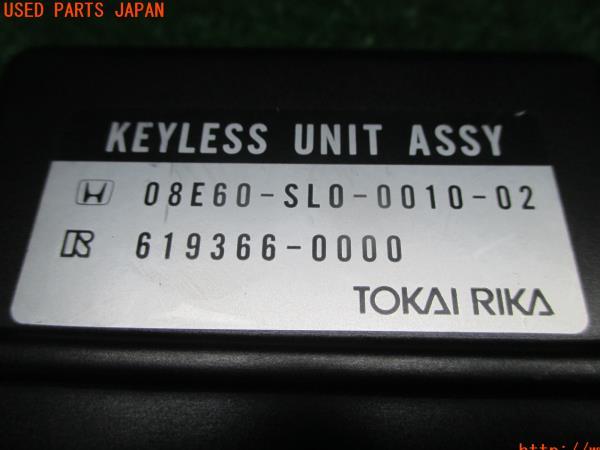 USED PARTS JAPAN
KEYLESS UNIT ASSY
08E60-SL0-0010-02
619366-0000
TOKAI RIKA